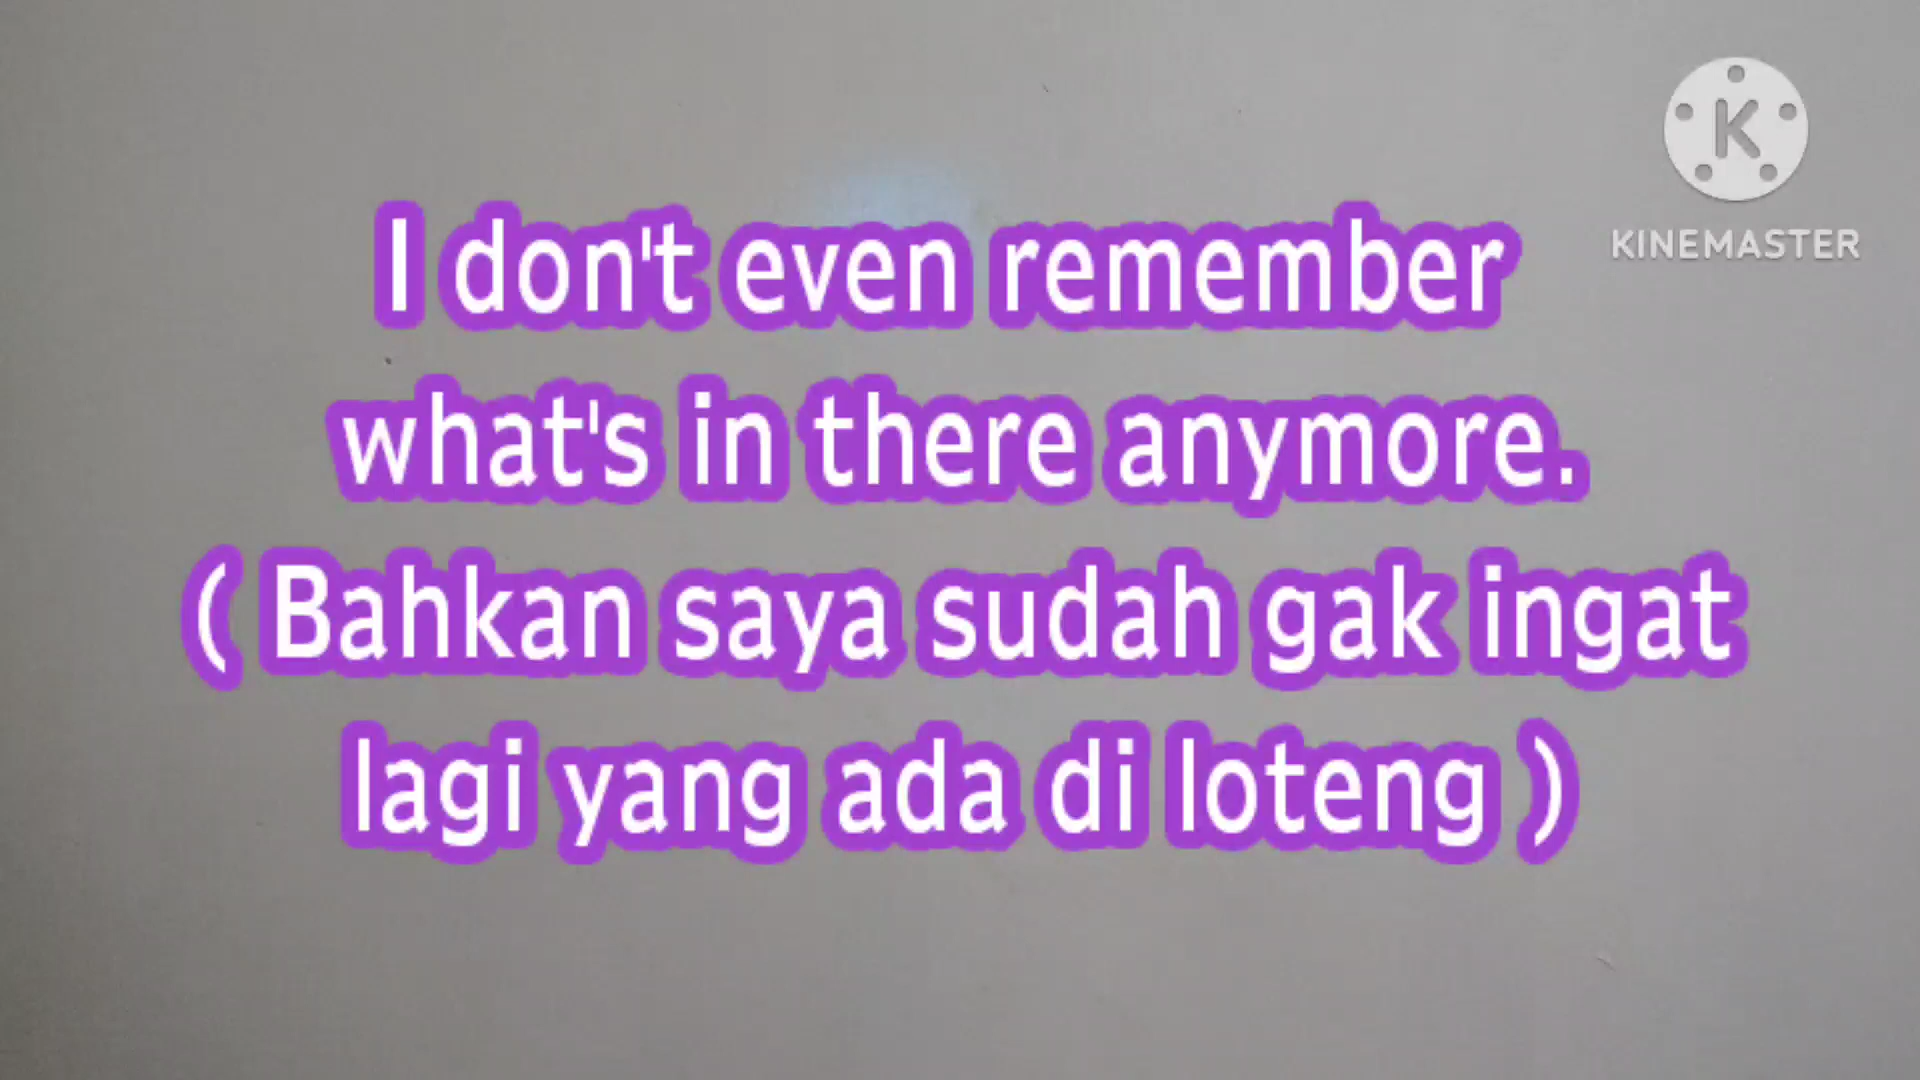 KINEMASTER
I don't even remember
what's in there anymore.
( Bahkan saya sudah gak ingat
lagi yang ada di loteng )